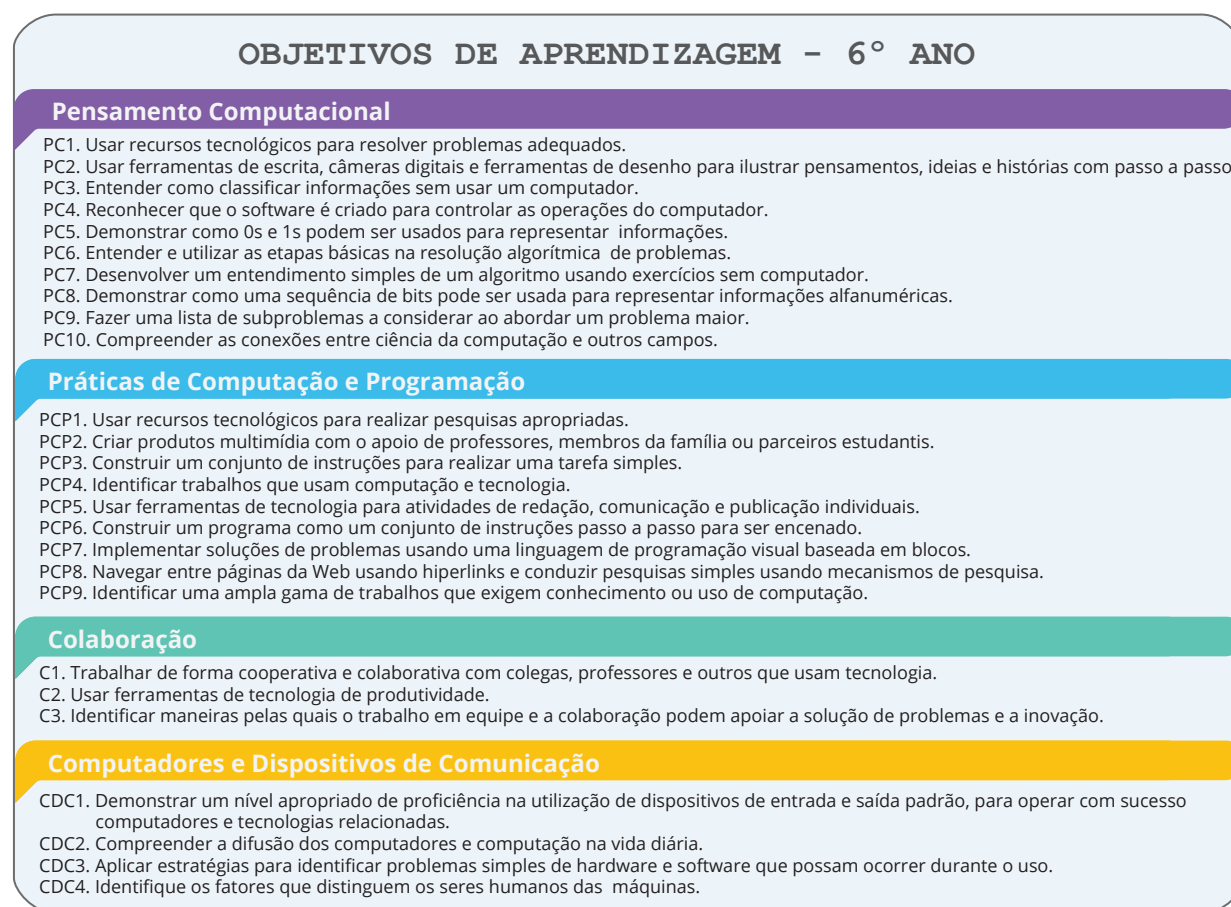 OBJETIVOS DE APRENDIZAGEM - 6º ANO
Pensamento Computacional
PC1. Usar recursos tecnológicos para resolver problemas adequados.
PC2. Usar ferramentas de escrita, câmeras digitais e ferramentas de desenho para ilustrar pensamentos, ideias e histórias com passo a passo
PC3. Entender como classificar informações sem usar um computador.
PC4. Reconhecer que o software é criado para controlar as operações do computador.
PC5. Demonstrar como 0s e 1s podem ser usados para representar informações.
PC6. Entender e utilizar as etapas básicas na resolução algorítmica de problemas.
PC7. Desenvolver um entendimento simples de um algoritmo usando exercícios sem computador.
PC8. Demonstrar como uma sequência de bits pode ser usada para representar informações alfanuméricas.
PC9. Fazer uma lista de subproblemas a considerar ao abordar um problema maior.
PC10. Compreender as conexões entre ciência da computação e outros campos.
Práticas de Computação e Programação
PCP1. Usar recursos tecnológicos para realizar pesquisas apropriadas.
PCP2. Criar produtos multimídia com o apoio de professores, membros da família ou parceiros estudantis.
PCP3. Construir um conjunto de instruções para realizar uma tarefa simples.
PCP4. Identificar trabalhos que usam computação e tecnologia.
PCP5. Usar ferramentas de tecnologia para atividades de redação, comunicação e publicação individuais.
PCP6. Construir um programa como um conjunto de instruções passo a passo para ser encenado.
PCP7. Implementar soluções de problemas usando uma linguagem de programação visual baseada em blocos.
PCP8. Navegar entre páginas da Web usando hiperlinks e conduzir pesquisas simples usando mecanismos de pesquisa.
PCP9. Identificar uma ampla gama de trabalhos que exigem conhecimento ou uso de computação.
Colaboração
C1. Trabalhar de forma cooperativa e colaborativa com colegas, professores e outros que usam tecnologia.
C2. Usar ferramentas de tecnologia de produtividade.
C3. Identificar maneiras pelas quais o trabalho em equipe e a colaboração podem apoiar a solução de problemas e a inovação.
Computadores e Dispositivos de Comunicação
CDC1. Demonstrar um nível apropriado de proficiência na utilização de dispositivos de entrada e saída padrão, para operar com sucesso
computadores e tecnologias relacionadas.
CDC2. Compreender a difusão dos computadores e computação na vida diária.
CDC3. Aplicar estratégias para identificar problemas simples de hardware e software que possam ocorrer durante o uso.
CDC4. Identifique os fatores que distinguem os seres humanos das máquinas.